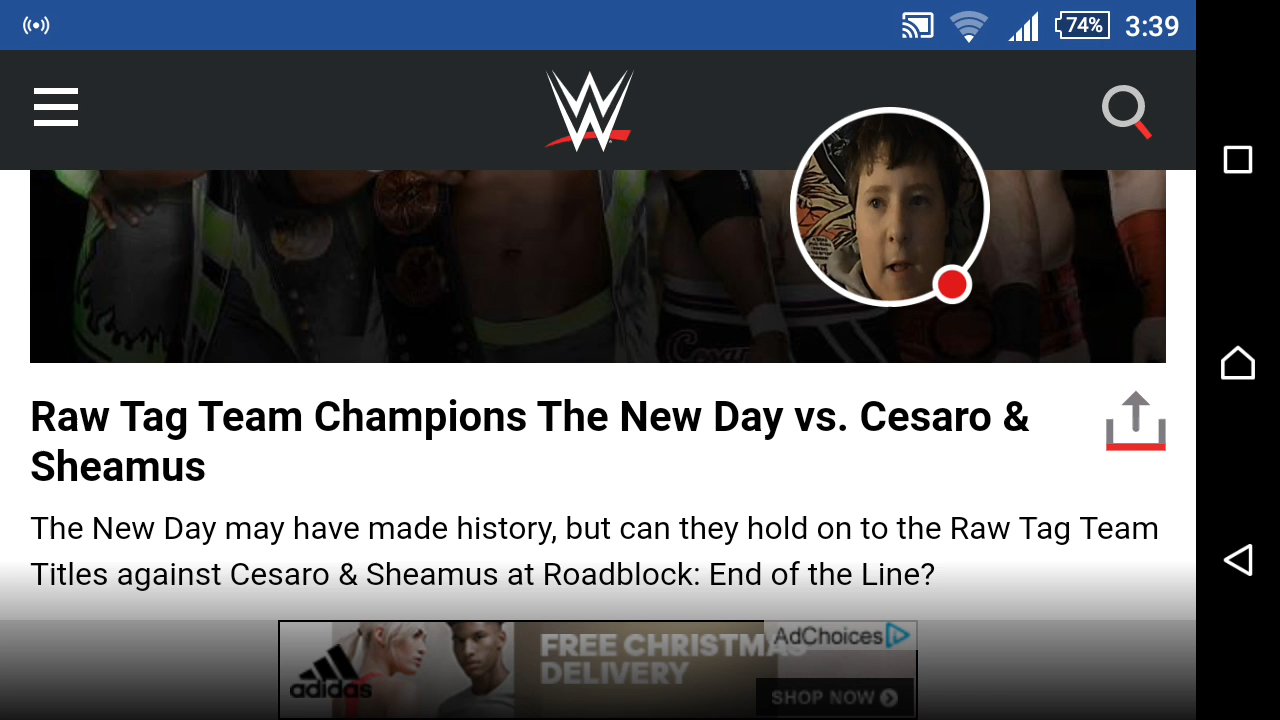 74% 3:39
W
Cesaro
Raw Tag Team Champions The New Day vs. Cesaro &
Sheamus
The New Day may have made history, but can they hold on to the Raw Tag Team
Titles against Cesaro & Sheamus at Roadblock: End of the Line?
FREE CHRISTMAS
AdChoices
DELIVERY
adidas
SHOP NOW